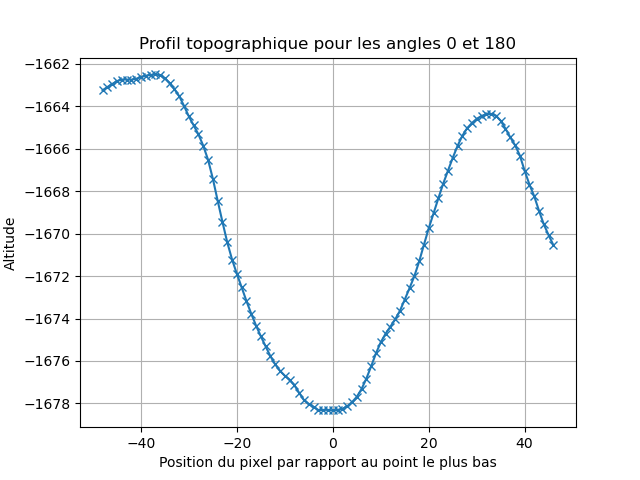 Profil topographique pour les angles 0 et 180
−1662
−1664
−1666
−1668
−1670
−1672
−1674
−1676
−1678
Altitude
−40 −20 0 20 40
Position du pixel par rapport au point le plus bas